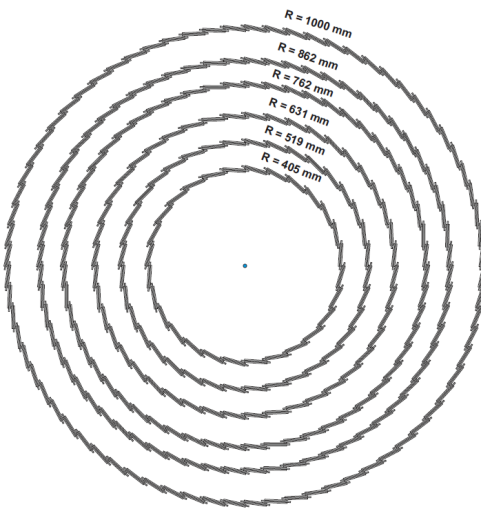 R = 1000 mm
R = 862 mm
R = 762 mm
R = 631 mm
R = 519 mm
R = 405 mm